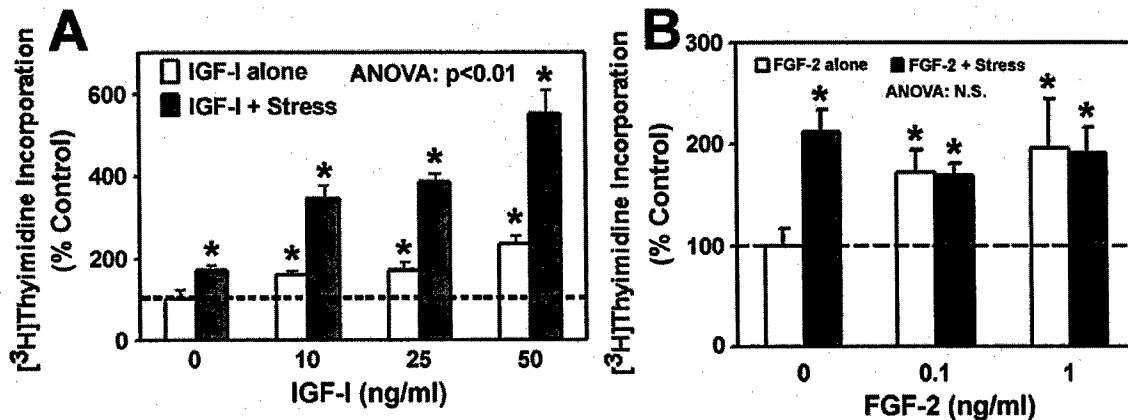 A
[³H]Thyimidine Incorporation
(% Control)
IGF-I alone
ANOVA: p<0.01
IGF-I + Stress
600
400
200
0
*
*
*
*
*
*
*
0
10
25
50
IGF-I (ng/ml)
B
[³H]Thyimidine Incorporation
(% Control)
FGF-2 alone
FGF-2 + Stress
ANOVA: N.S.
300
200
100
0
*
*
*
*
*
0
0.1
1
FGF-2 (ng/ml)